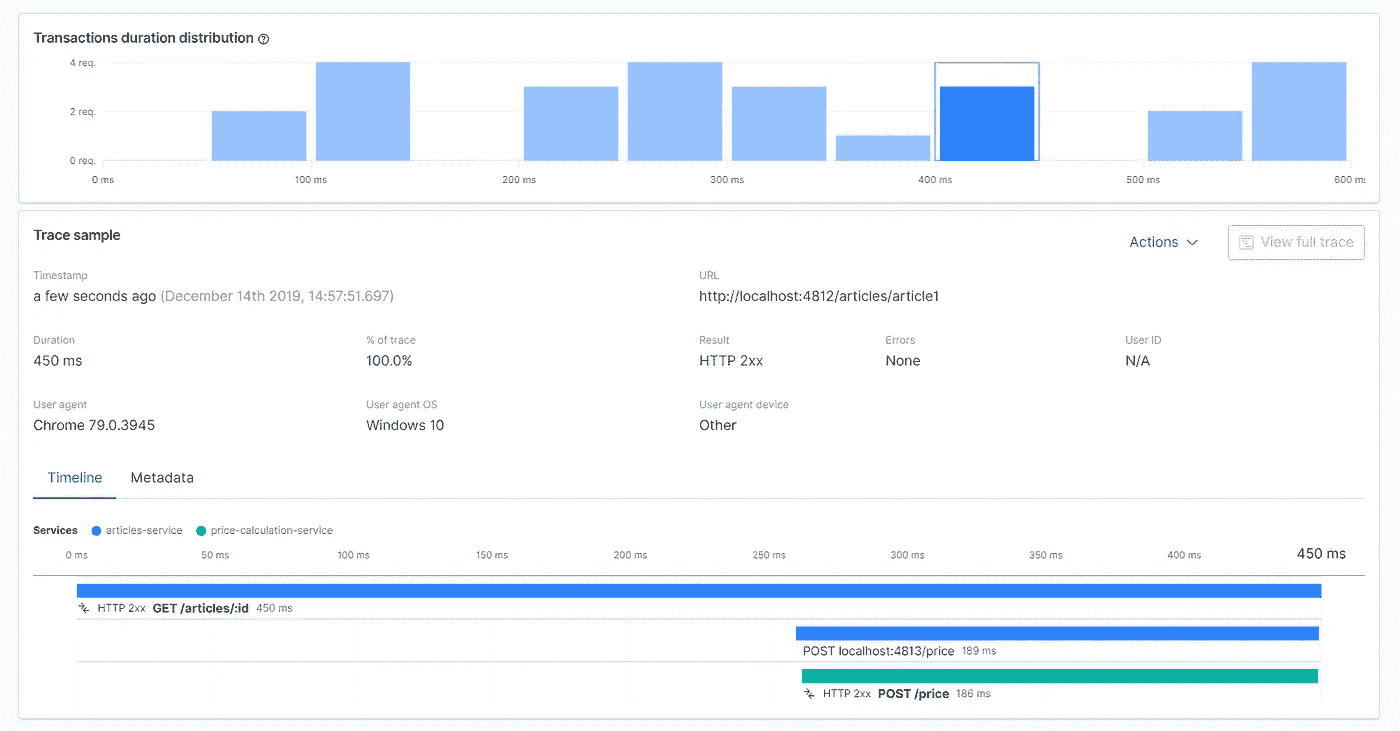 Transactions duration distribution
4 req.
2 req.
0 req.
0 ms 100 ms 200 ms 300 ms 400 ms 500 ms 600 ms
Trace sample
Actions View full trace
Timestamp URL
a few seconds ago (December 14th 2019, 14:57:51.697) http://localhost:4812/articles/article1
Duration % of trace Result Errors User ID
450 ms 100.0% HTTP 2xx None N/A
User agent User agent OS User agent device
Chrome 79.0.3945 Windows 10 Other
Timeline Metadata
Services articles-service price-calculation-service
0 ms 50 ms 100 ms 150 ms 200 ms 250 ms 300 ms 350 ms 400 ms 450 ms
HTTP 2xx GET /articles/:id 450 ms
POST localhost:4813/price 189 ms
HTTP 2xx POST /price 186 ms